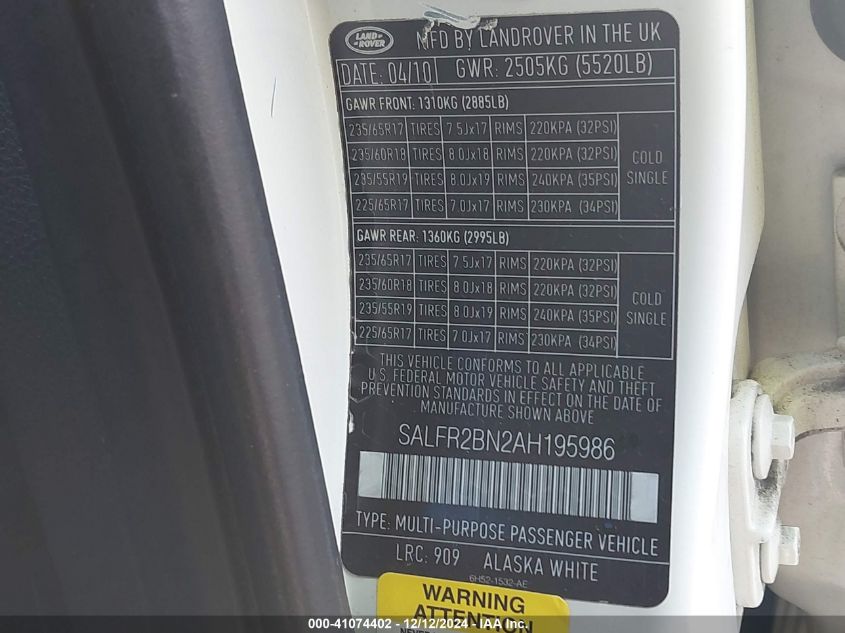 LAND
ROVER
MFD BY LANDROVER IN THE UK
DATE: 04/10 GWR: 2505KG (5520LB)
GAWR FRONT: 1310KG (2885LB)
235/65R17 TIRES 7.5Jx17 RIMS 220KPA (32PSI)
235/60R18 TIRES 8.0Jx18 RIMS 220KPA (32PSI)
235/55R19 TIRES 8.0Jx19 RIMS 240KPA (35PSI)
225/65R17 TIRES 7.0Jx17 RIMS 230KPA (34PSI)
COLD
SINGLE
GAWR REAR: 1360KG (2995LB)
235/65R17 TIRES 7.5Jx17 RIMS 220KPA (32PSI)
235/60R18 TIRES 8.0Jx18 RIMS 220KPA (32PSI)
235/55R19 TIRES 8.0Jx19 RIMS 240KPA (35PSI)
225/65R17 TIRES 7.0Jx17 RIMS 230KPA (34PSI)
COLD
SINGLE
THIS VEHICLE CONFORMS TO ALL APPLICABLE
U.S. FEDERAL MOTOR VEHICLE SAFETY AND THEFT
PREVENTION STANDARDS IN EFFECT ON THE DATE
OF MANUFACTURING SHOWN ABOVE
SALFR2BN2AH195986
TYPE: MULTI-PURPOSE PASSENGER VEHICLE
LRC: 909 ALASKA WHITE
6H52-1532-AE
WARNING
ATTENTION
000-41074402 - 12/12/2024 - IAA Inc.